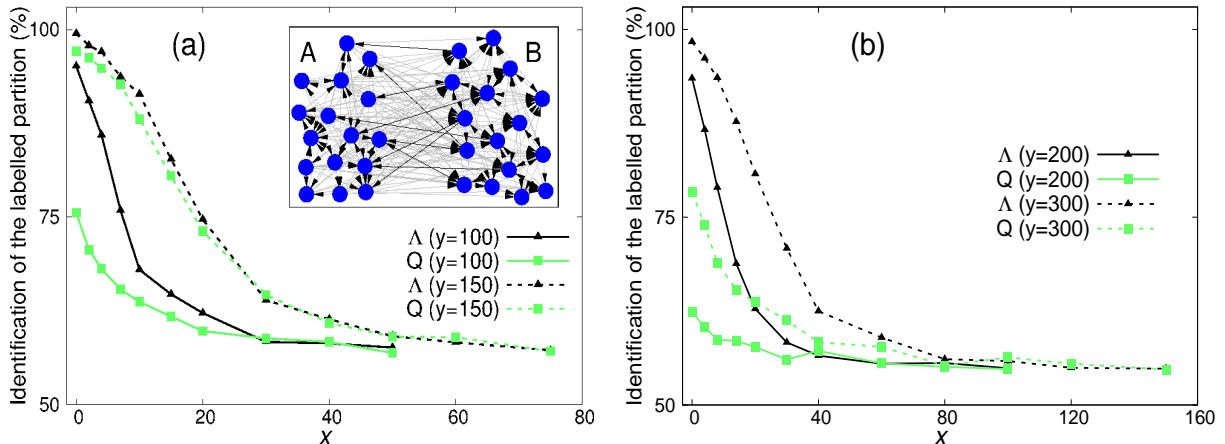 Identification of the labelled partition (%)
100
75
50
0
20
40
60
80
x
(a)
A
B
Λ (y=100)
Q (y=100)
Λ (y=150)
Q (y=150)
Identification of the labelled partition (%)
100
75
50
0
40
80
120
160
x
(b)
Λ (y=200)
Q (y=200)
Λ (y=300)
Q (y=300)